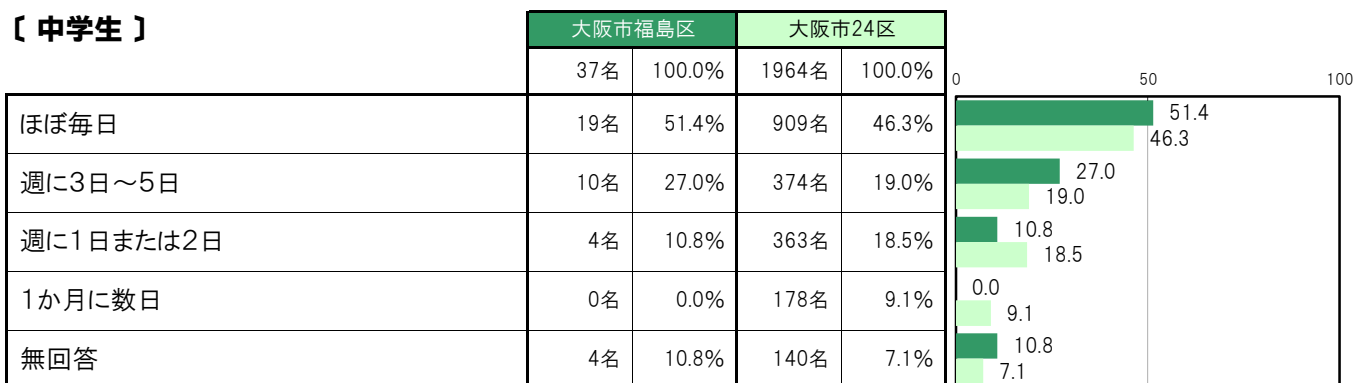 〔 中学生 〕
大阪市福島区 大阪市24区
37名 100.0% 1964名 100.0%
0 50 100
ほぼ毎日 19名 51.4% 909名 46.3%
51.4
46.3
週に3日～5日 10名 27.0% 374名 19.0%
27.0
19.0
週に1日または2日 4名 10.8% 363名 18.5%
10.8
18.5
1か月に数日 0名 0.0% 178名 9.1%
0.0
9.1
無回答 4名 10.8% 140名 7.1%
10.8
7.1